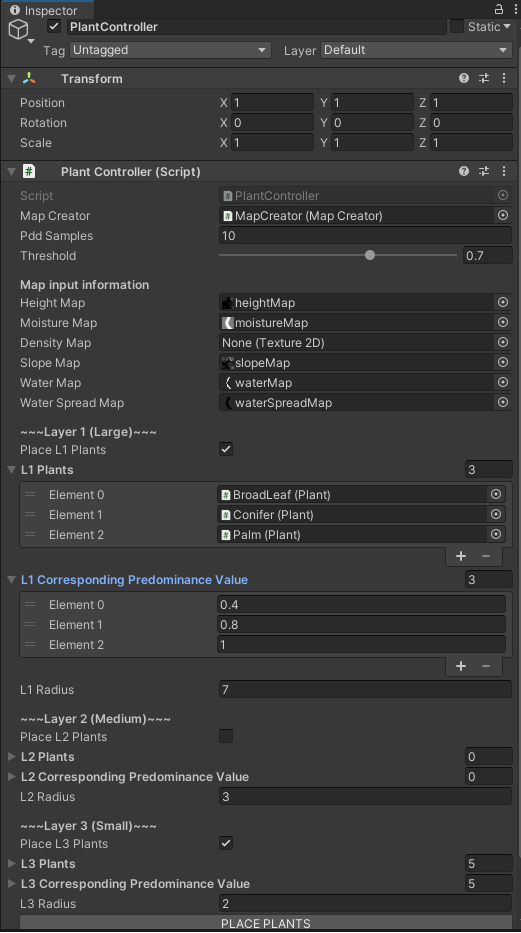 Inspector
PlantController Static
Tag Untagged Layer Default
Transform
Position X 1 Y 1 Z 1
Rotation X 0 Y 0 Z 0
Scale X 1 Y 1 Z 1
Plant Controller (Script)
Script PlantController
Map Creator MapCreator (Map Creator)
Pdd Samples 10
Threshold 0.7
Map input information
Height Map heightMap
Moisture Map moistureMap
Density Map None (Texture 2D)
Slope Map slopeMap
Water Map waterMap
Water Spread Map waterSpreadMap
~~~Layer 1 (Large)~~~
Place L1 Plants
L1 Plants 3
Element 0 BroadLeaf (Plant)
Element 1 Conifer (Plant)
Element 2 Palm (Plant)
L1 Corresponding Predominance Value 3
Element 0 0.4
Element 1 0.8
Element 2 1
L1 Radius 7
~~~Layer 2 (Medium)~~~
Place L2 Plants
L2 Plants 0
L2 Corresponding Predominance Value 0
L2 Radius 3
~~~Layer 3 (Small)~~~
Place L3 Plants
L3 Plants 5
L3 Corresponding Predominance Value 5
L3 Radius 2
PLACE PLANTS